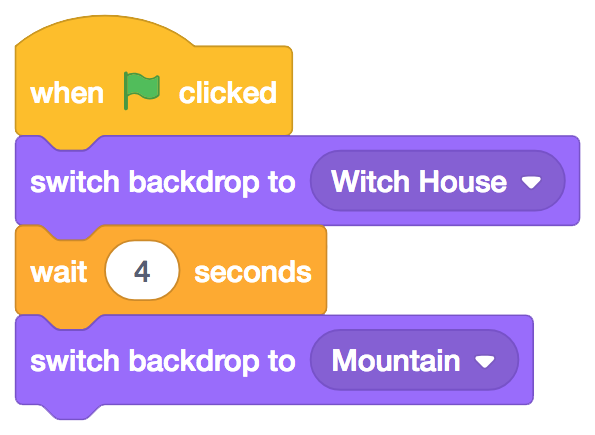 when clicked
switch backdrop to Witch House
wait 4 seconds
switch backdrop to Mountain